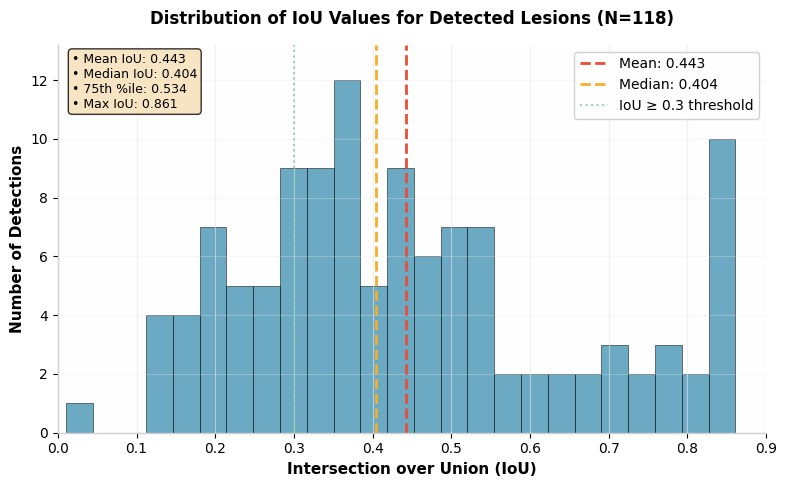 Distribution of IoU Values for Detected Lesions (N=118)
• Mean IoU: 0.443
• Median IoU: 0.404
• 75th %ile: 0.534
• Max IoU: 0.861
Mean: 0.443
Median: 0.404
IoU ≥ 0.3 threshold
Number of Detections
12
10
8
6
4
2
0
0.0 0.1 0.2 0.3 0.4 0.5 0.6 0.7 0.8 0.9
Intersection over Union (IoU)